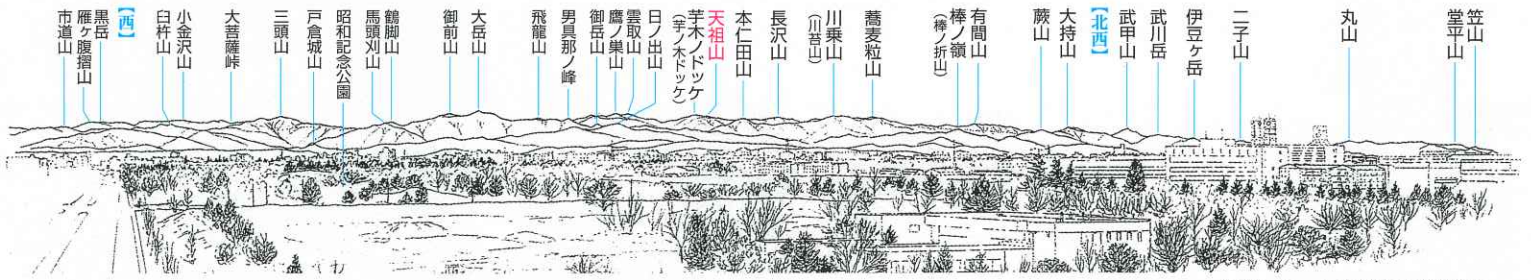 笠山
堂平山
丸山
二子山
伊豆ヶ岳
武川岳
武甲山
【北西】
大持山
蕨山
有間山
棒ノ嶺
(棒ノ折山)
蕎麦粒山
川乗山
(川苔山)
長沢山
本仁田山
天祖山
芋木ノドッケ
(芋ノ木ドッケ)
日ノ出山
雲取山
鷹ノ巣山
御岳山
男具那ノ峰
飛龍山
大岳山
御前山
鶴脚山
馬頭刈山
昭和記念公園
戸倉城山
三頭山
大菩薩峠
小金沢山
臼杵山
【西】
黒岳
雁ヶ腹摺山
市道山